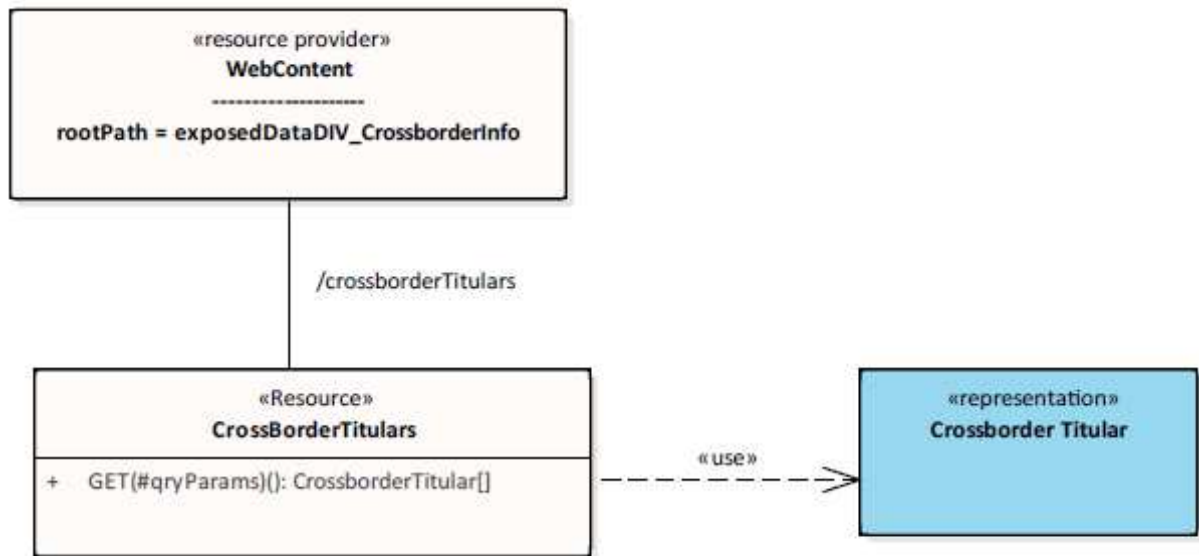 «resource provider»
WebContent
-------------------
rootPath = exposedDataDIV_CrossborderInfo
/crossborderTitulars
«Resource»
CrossBorderTitulars
+ GET(#qryParams)(): CrossborderTitular[]
«use»
«representation»
Crossborder Titular